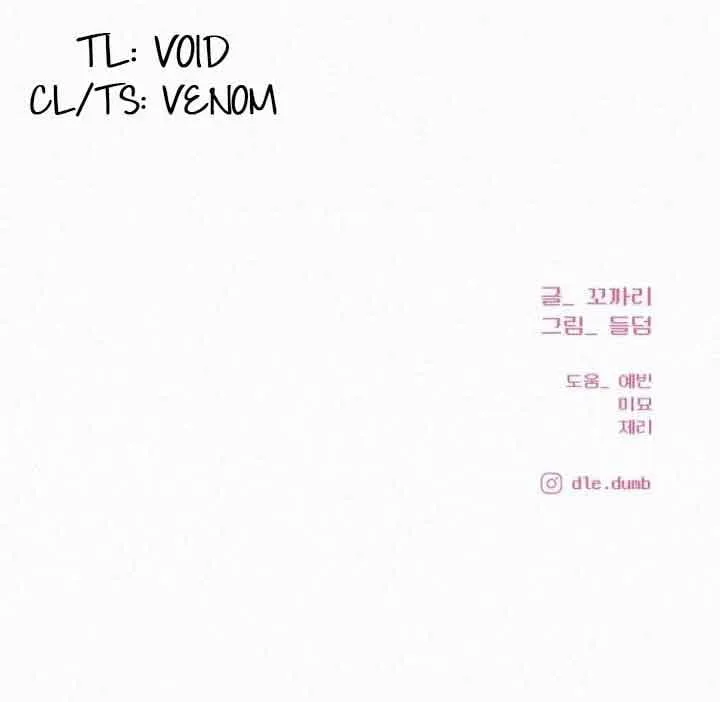 TL: VOID
CL/TS: VENOM
글_ 꼬까리
그림_ 들덤
도움_ 예빈
미묘
제리
dle.dumb